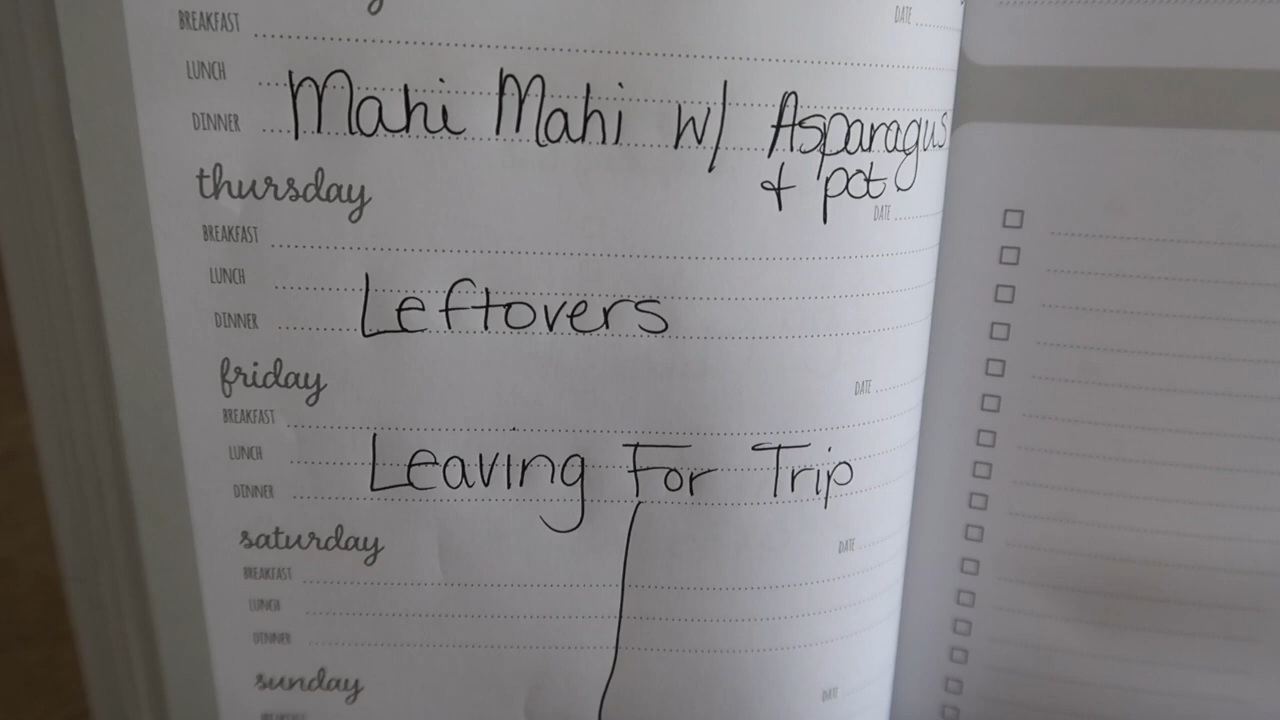 BREAKFAST
DATE
LUNCH
DINNER Mahi Mahi w/ Asparagus
+ pot.
thursday DATE
BREAKFAST
LUNCH
DINNER Leftovers
friday DATE
BREAKFAST
LUNCH
DINNER Leaving For Trip
saturday DATE
BREAKFAST
LUNCH
DINNER
sunday DATE
BREAKFAST